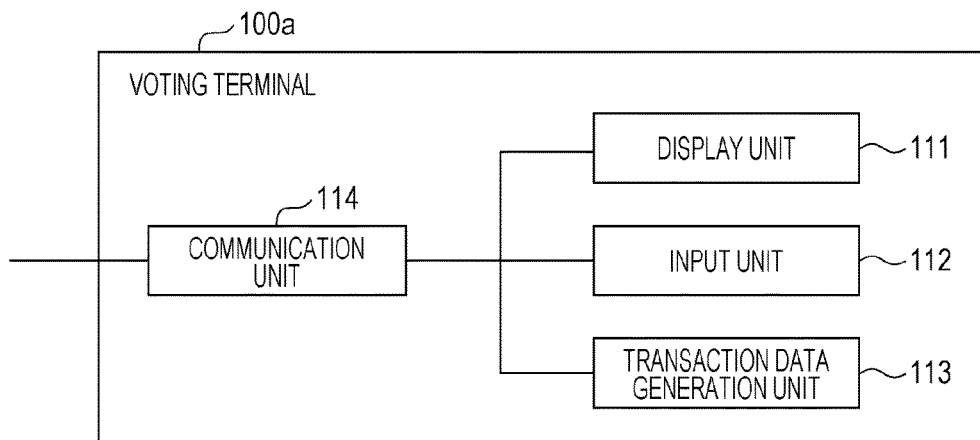 100a
VOTING TERMINAL
DISPLAY UNIT
111
114
COMMUNICATION
UNIT
INPUT UNIT
112
TRANSACTION DATA
GENERATION UNIT
113